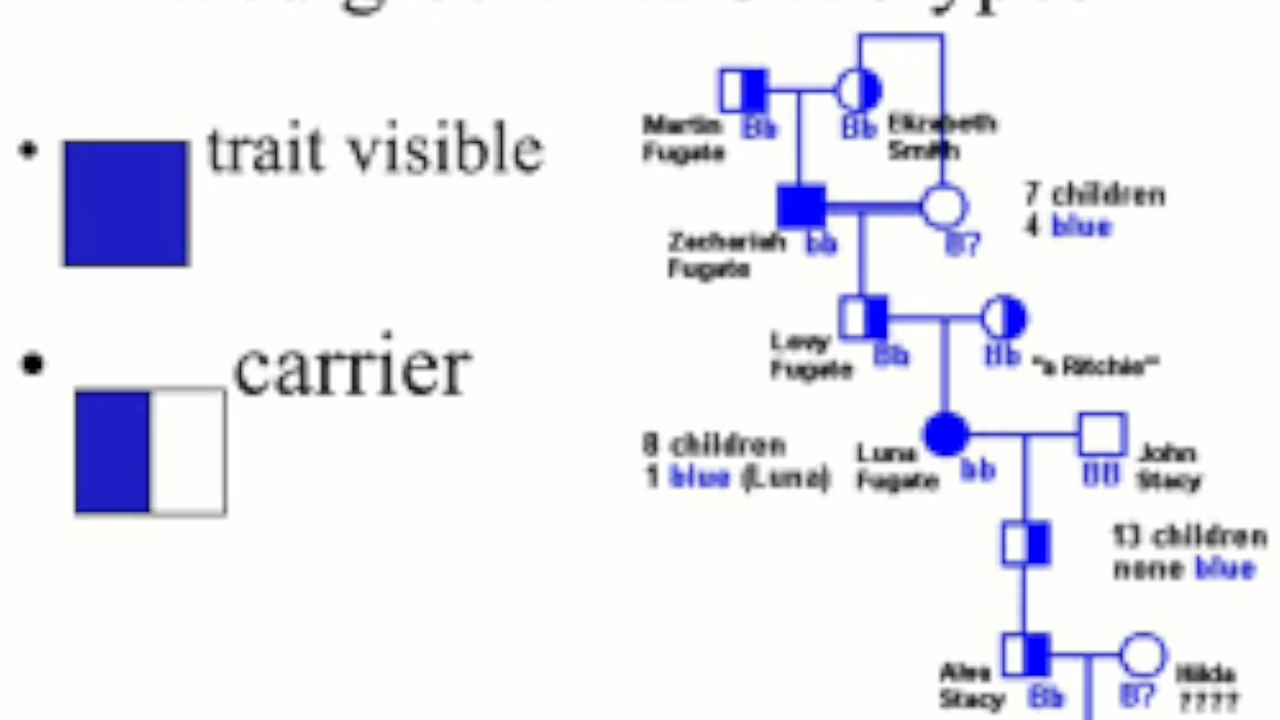 • trait visible
• carrier
Martin
Fugate
Bb
Bb
Elizabeth
Smith
Zachariah
Fugate
bb
B?
7 children
4 blue
Levy
Fugate
Bb
Bb
"a Ritchie"
8 children
1 blue (Luna)
Luna
Fugate
bb
BB
John
Stacy
13 children
none blue
Stacy
Bb
B?
Hilda
????